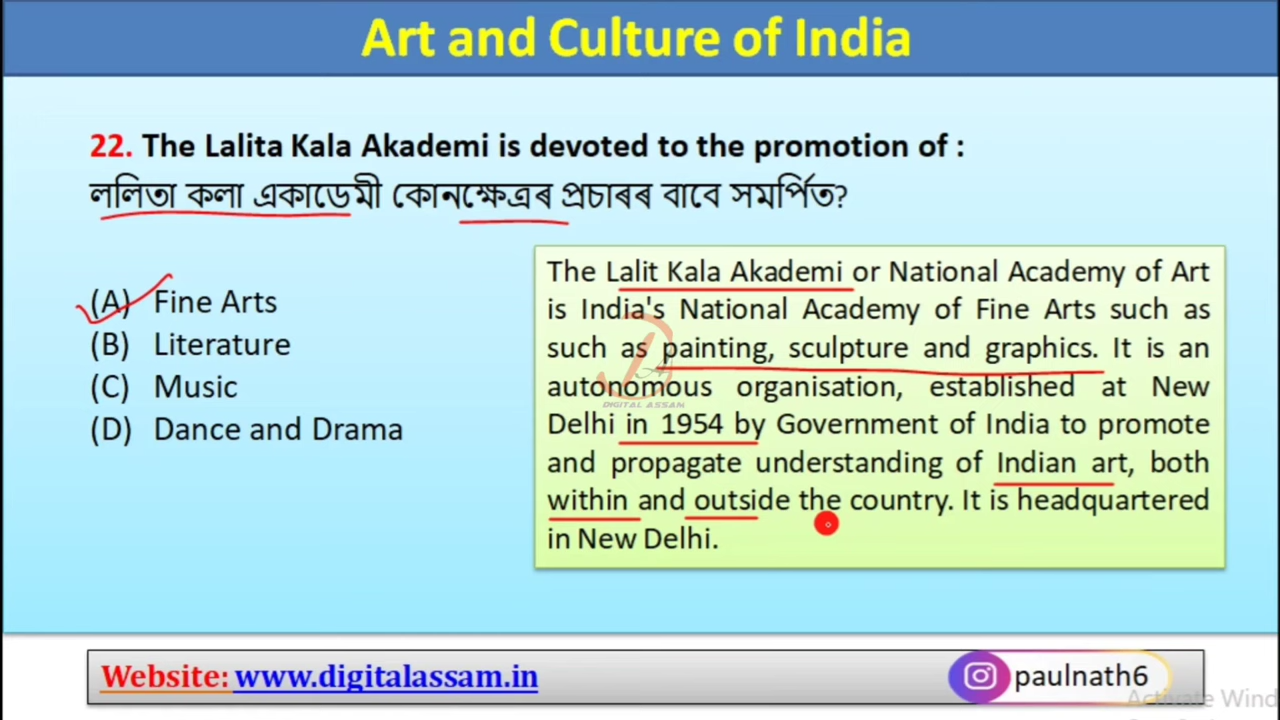 Art and Culture of India
22. The Lalita Kala Akademi is devoted to the promotion of :
ললিতা কলা একাডেমী কোনক্ষেত্ৰৰ প্ৰচাৰৰ বাবে সমৰ্পিত?
(A) Fine Arts
(B) Literature
(C) Music
(D) Dance and Drama
The Lalit Kala Akademi or National Academy of Art
is India's National Academy of Fine Arts such as
such as painting, sculpture and graphics. It is an
autonomous organisation, established at New
Delhi in 1954 by Government of India to promote
and propagate understanding of Indian art, both
within and outside the country. It is headquartered
in New Delhi.
DIGITAL ASSAM
Website: www.digitalassam.in
paulnath6
Activate Wind